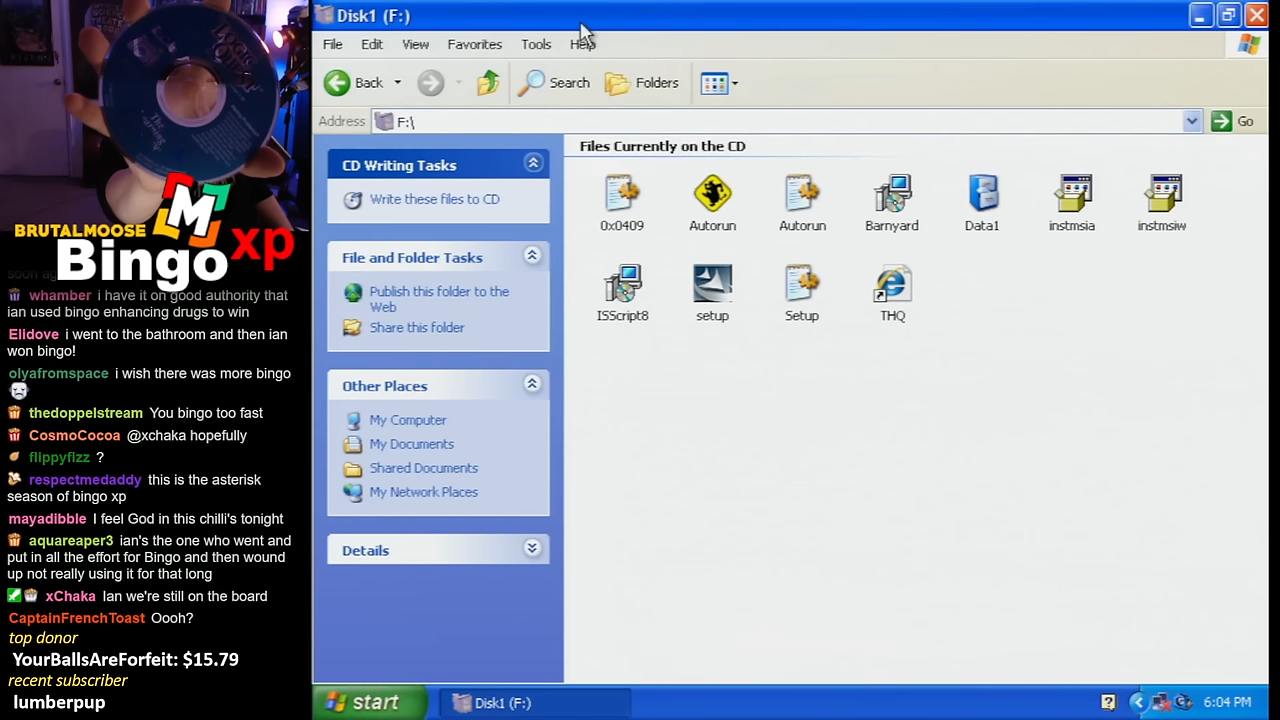 Disk1 (F:)
File Edit View Favorites Tools Help
Back Search Folders
Address F:\ Go
CD Writing Tasks
Write these files to CD
File and Folder Tasks
Publish this folder to the
Web
Share this folder
Other Places
My Computer
My Documents
Shared Documents
My Network Places
Details
Files Currently on the CD
0x0409 Autorun Autorun Barnyard Data1 instmsia instmsiw
ISScript8 setup Setup THQ
start Disk1 (F:) 6:04 PM
M
BRUTALMOOSE
Bingo xp
whamber i have it on good authority that
ian used bingo enhancing drugs to win
Elidove i went to the bathroom and then ian
won bingo!
olyafromspace i wish there was more bingo
thedoppelstream You bingo too fast
CosmoCocoa @xchaka hopefully
flippyfizz ?
respectmedaddy this is the asterisk
season of bingo xp
mayadibble I feel God in this chilli's tonight
aquareaper3 ian's the one who went and
put in all the effort for Bingo and then wound
up not really using it for that long
xChaka Ian we're still on the board
CaptainFrenchToast Oooh?
top donor
YourBallsAreForfeit: $15.79
recent subscriber
lumberpup